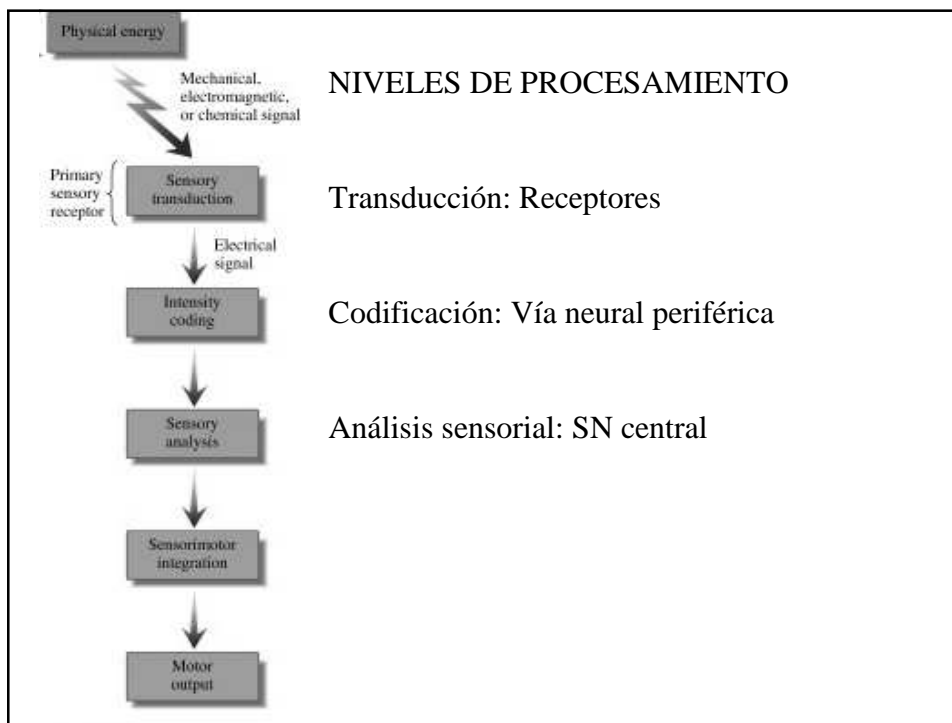 Physical energy
NIVELES DE PROCESAMIENTO
Mechanical,
electromagnetic,
or chemical signal
Primary
sensory
receptor
Sensory
transduction
Transducción: Receptores
Electrical
signal
Intensity
coding
Codificación: Vía neural periférica
Sensory
analysis
Análisis sensorial: SN central
Sensorimotor
integration
Motor
output